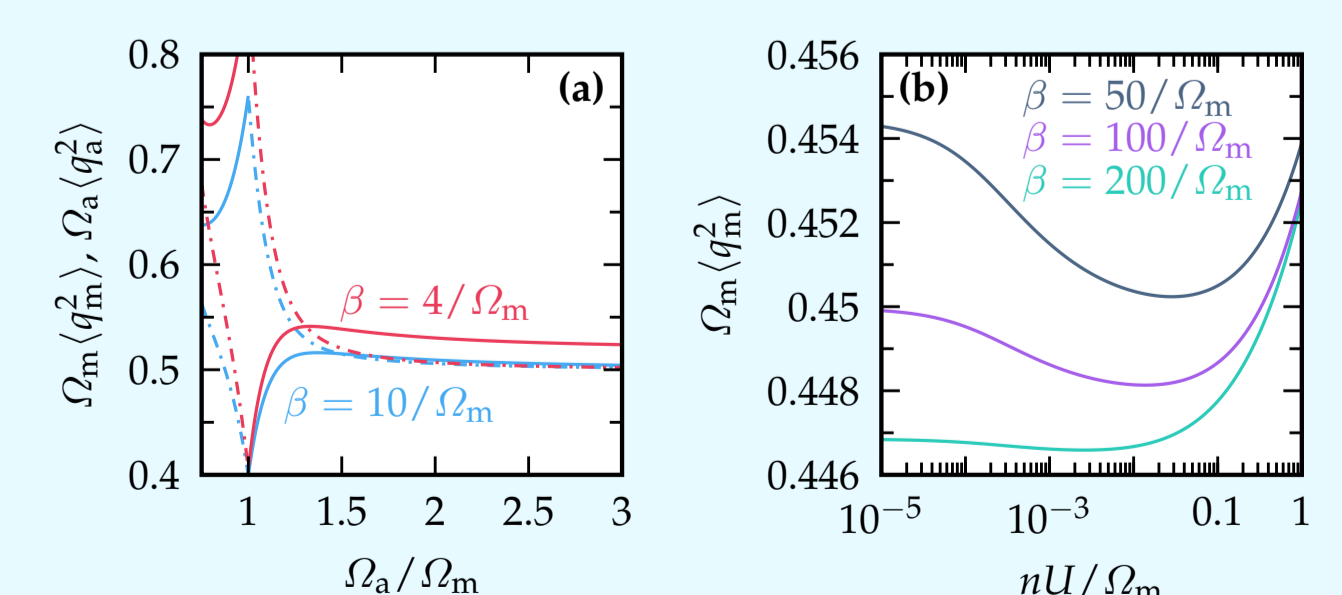 (a)
0.8
0.7
0.6
0.5
0.4
Ωm⟨q²m⟩, Ωa⟨q²a⟩
β = 4/Ωm
β = 10/Ωm
1 1.5 2 2.5 3
Ωa/Ωm
(b)
0.456
0.454
0.452
0.45
0.448
0.446
Ωm⟨q²m⟩
β = 50/Ωm
β = 100/Ωm
β = 200/Ωm
10⁻⁵ 10⁻³ 0.1 1
nU/Ωm